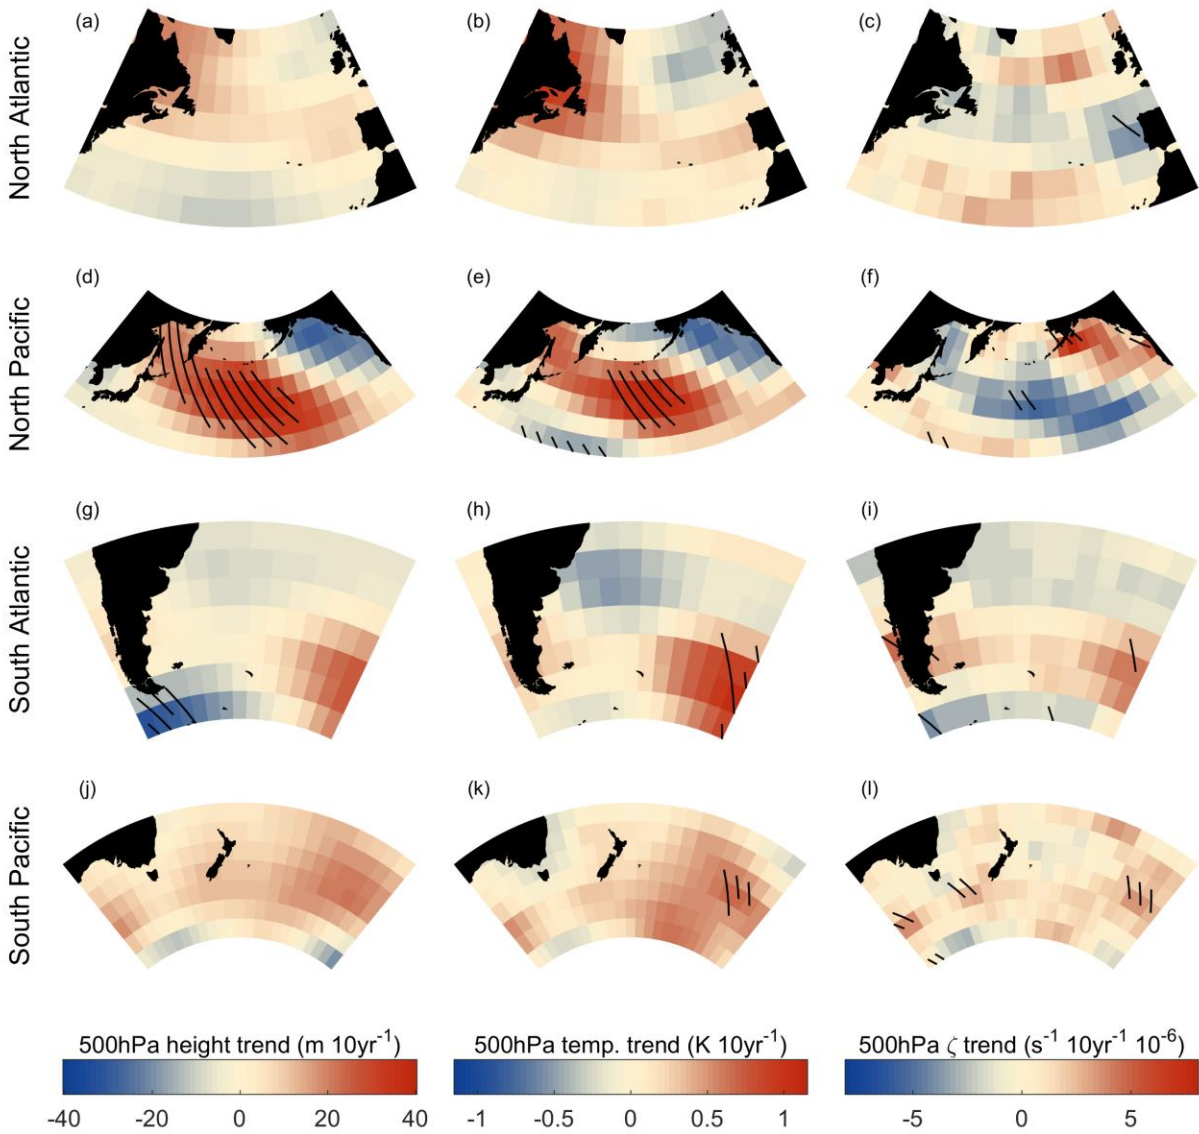 North Atlantic
(a)
(b)
(c)
North Pacific
(d)
(e)
(f)
South Atlantic
(g)
(h)
(i)
South Pacific
(j)
(k)
(l)
500hPa height trend (m 10yr⁻¹)
500hPa temp. trend (K 10yr⁻¹)
500hPa ζ trend (s⁻¹ 10yr⁻¹ 10⁻⁶)
-40 -20 0 20 40
-1 -0.5 0 0.5 1
-5 0 5